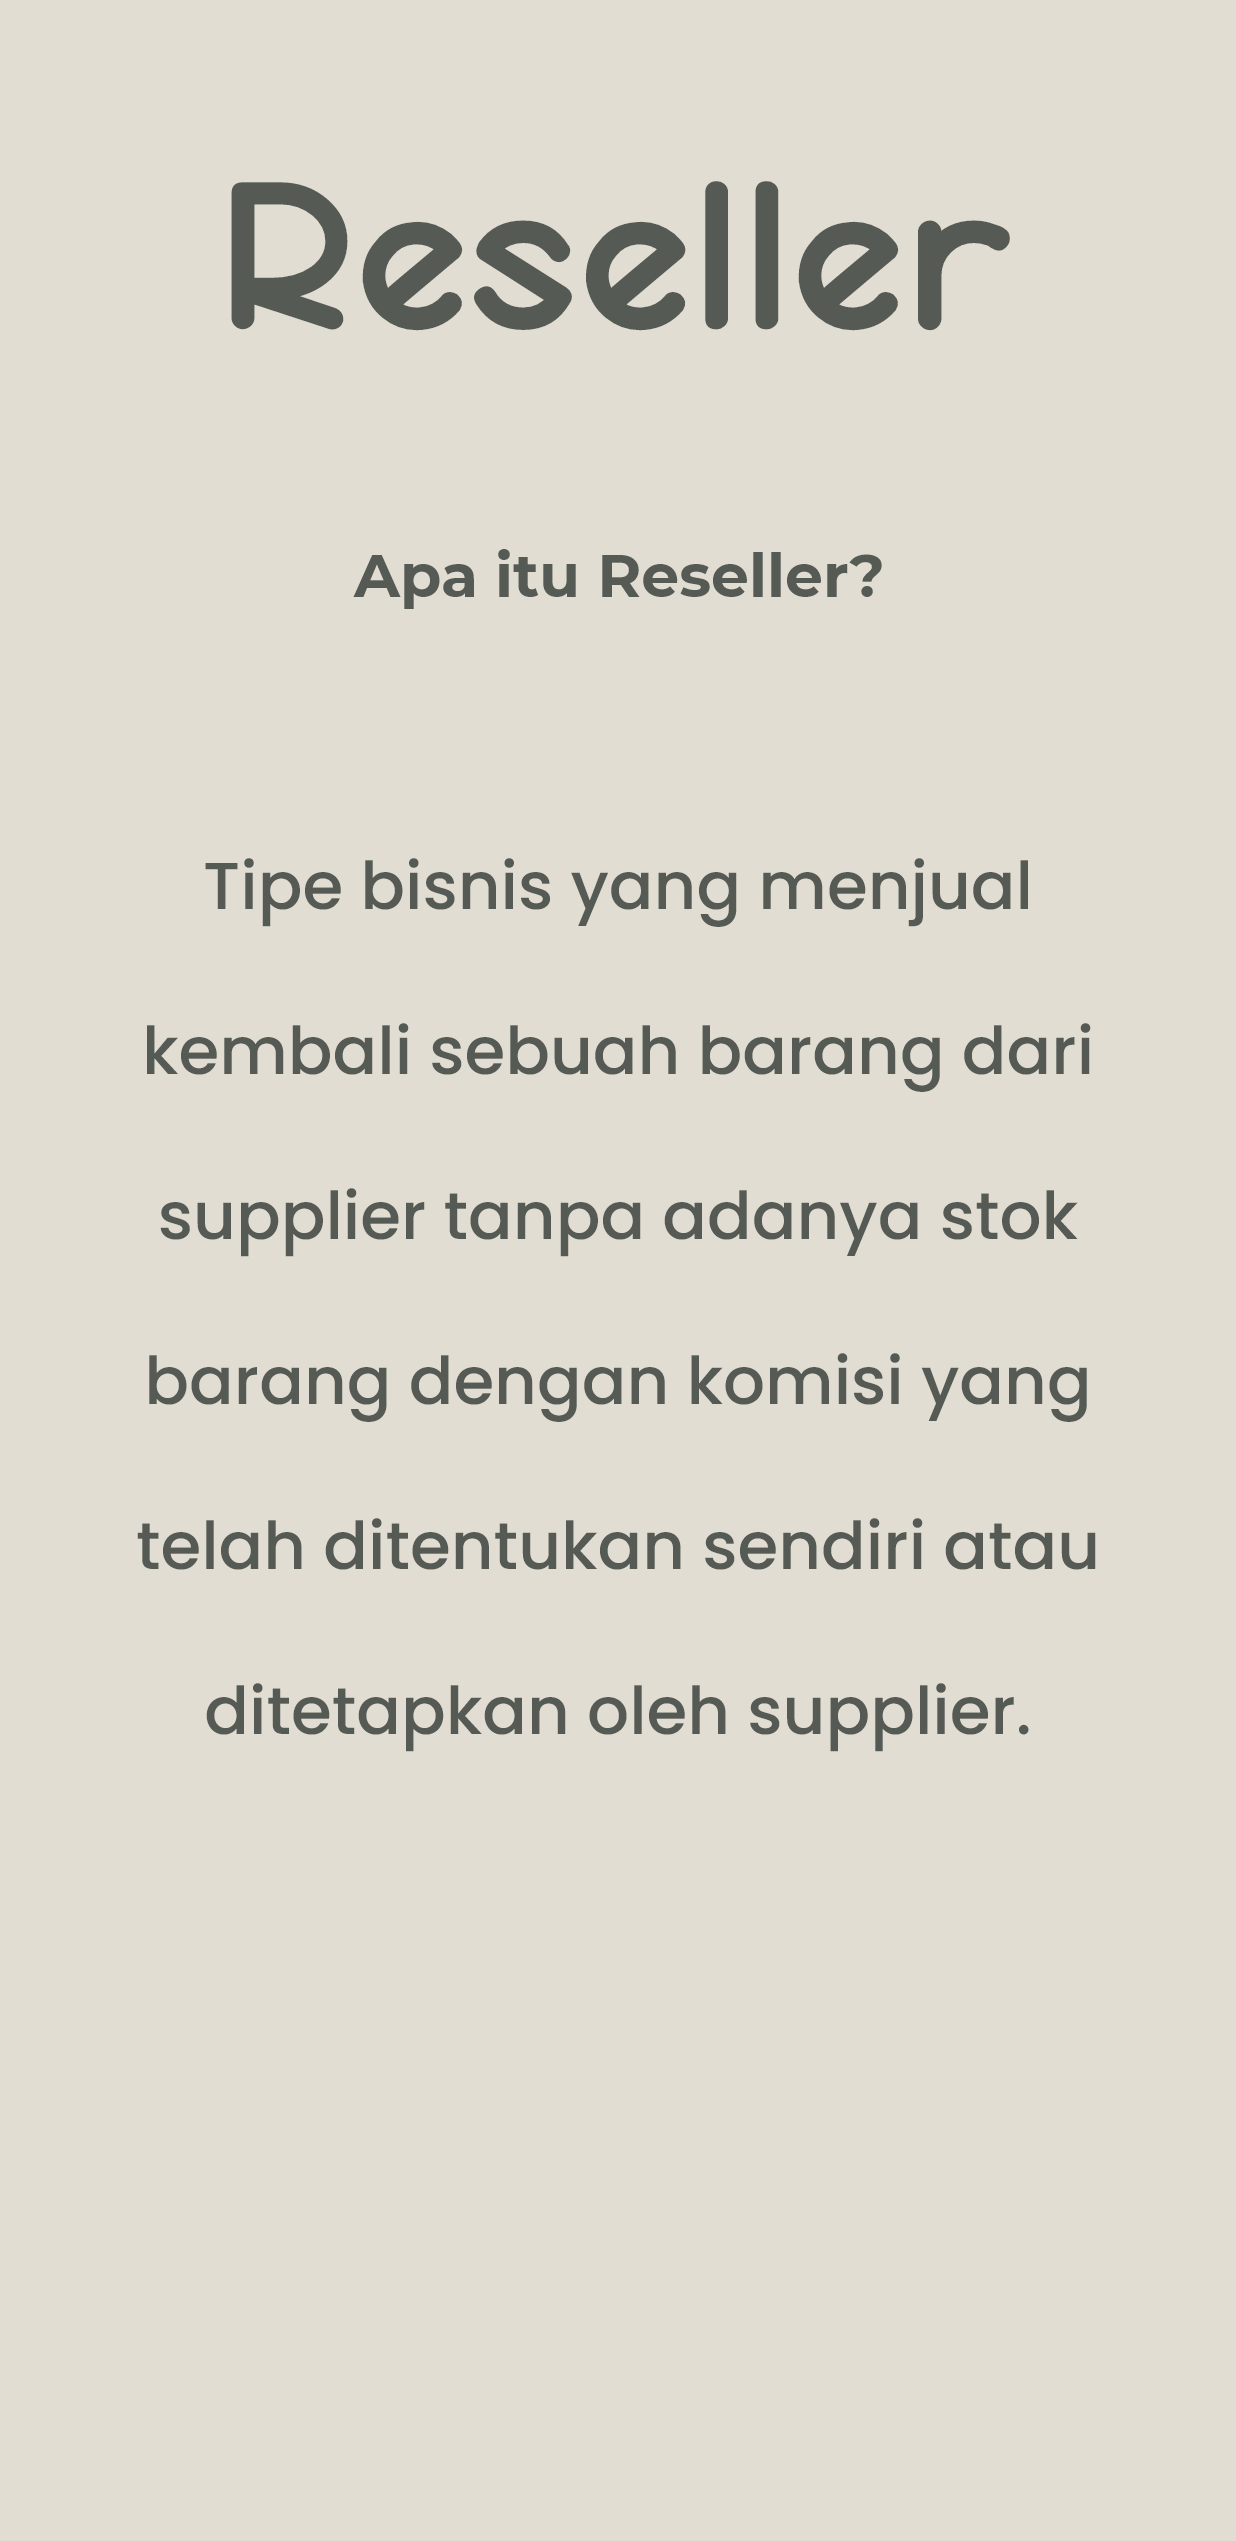 Reseller
Apa itu Reseller?
Tipe bisnis yang menjual
kembali sebuah barang dari
supplier tanpa adanya stok
barang dengan komisi yang
telah ditentukan sendiri atau
ditetapkan oleh supplier.